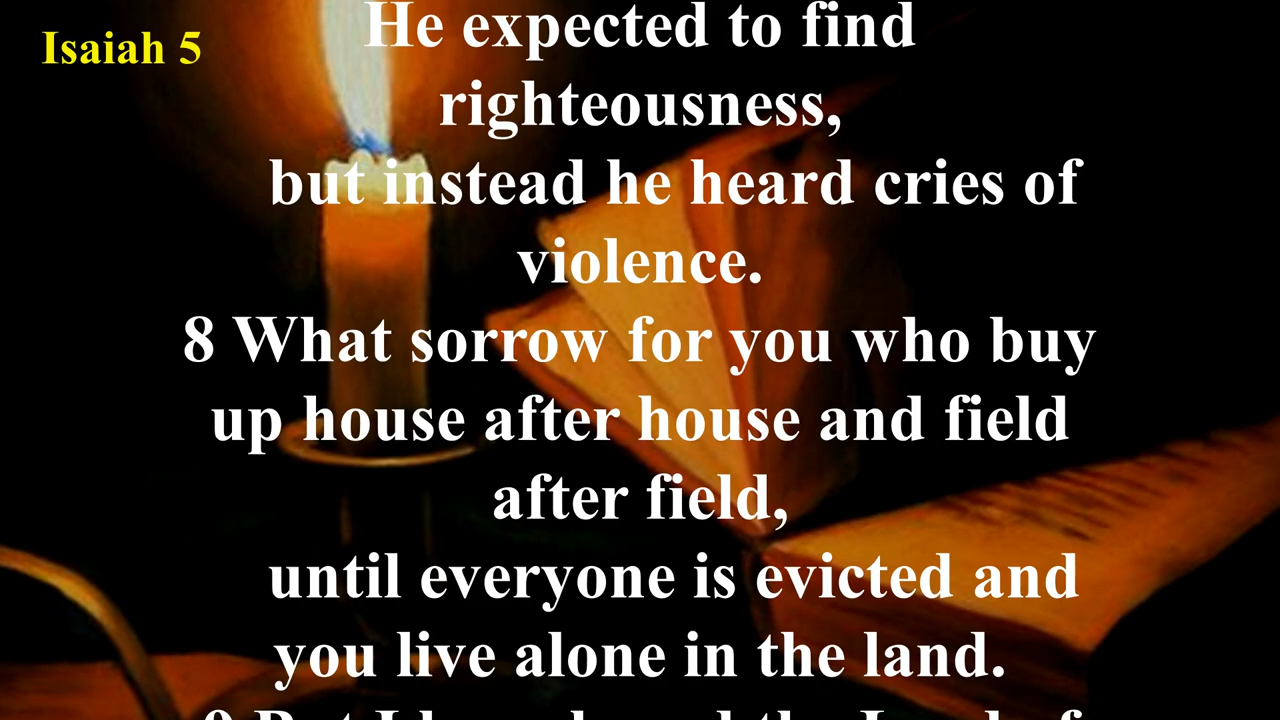 Isaiah 5
He expected to find
righteousness,
but instead he heard cries of
violence.
8 What sorrow for you who buy
up house after house and field
after field,
until everyone is evicted and
you live alone in the land.